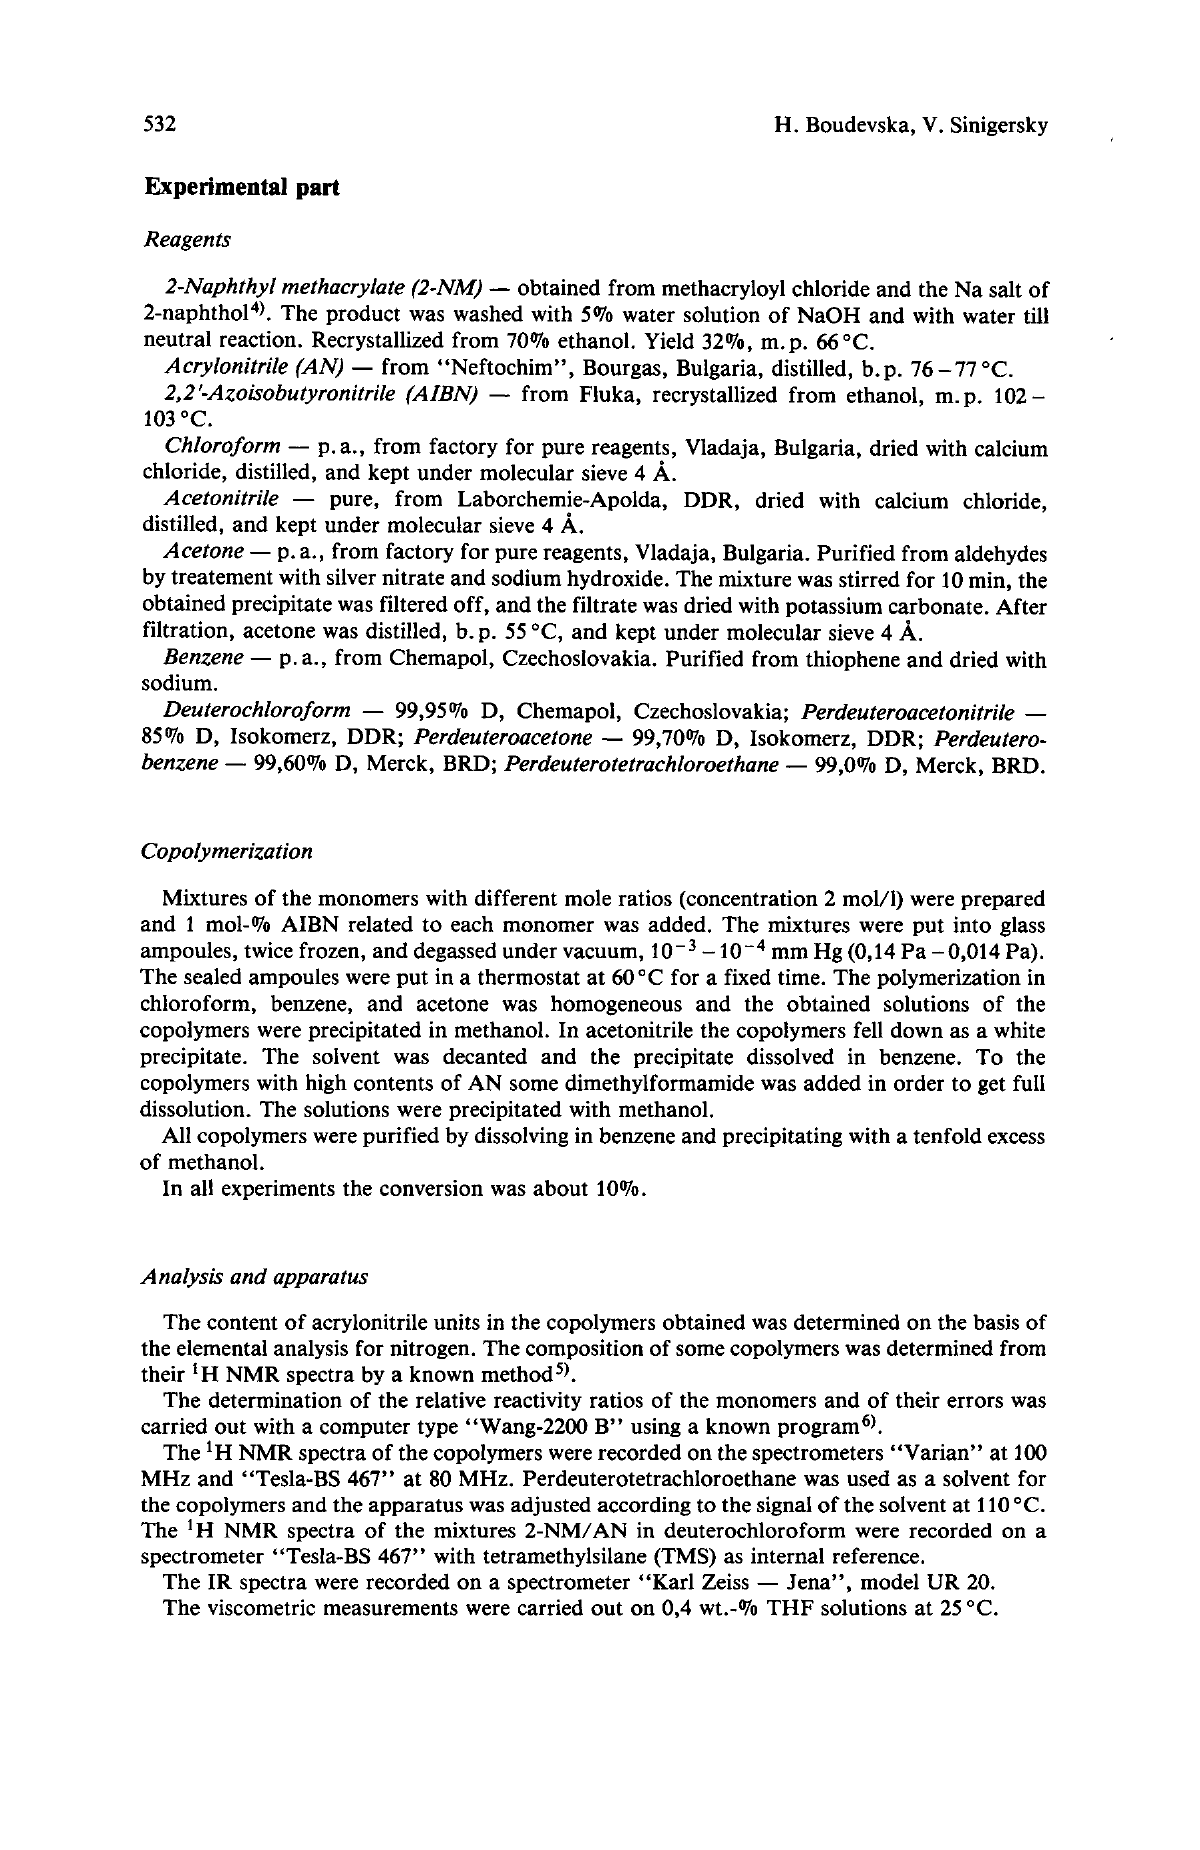 532
H. Boudevska, V. Sinigersky
Experimental part
Reagents
2-Naphthyl methacrylate (2-NM) — obtained from methacryloyl chloride and the Na salt of
2-naphthol⁴⁾. The product was washed with 5% water solution of NaOH and with water till
neutral reaction. Recrystallized from 70% ethanol. Yield 32%, m.p. 66 °C.
Acrylonitrile (AN) — from “Neftochim”, Bourgas, Bulgaria, distilled, b.p. 76–77 °C.
2,2'-Azoisobutyronitrile (AIBN) — from Fluka, recrystallized from ethanol, m.p. 102–
103 °C.
Chloroform — p.a., from factory for pure reagents, Vladaja, Bulgaria, dried with calcium
chloride, distilled, and kept under molecular sieve 4 Å.
Acetonitrile — pure, from Laborchemie-Apolda, DDR, dried with calcium chloride,
distilled, and kept under molecular sieve 4 Å.
Acetone — p.a., from factory for pure reagents, Vladaja, Bulgaria. Purified from aldehydes
by treatement with silver nitrate and sodium hydroxide. The mixture was stirred for 10 min, the
obtained precipitate was filtered off, and the filtrate was dried with potassium carbonate. After
filtration, acetone was distilled, b.p. 55 °C, and kept under molecular sieve 4 Å.
Benzene — p.a., from Chemapol, Czechoslovakia. Purified from thiophene and dried with
sodium.
Deuterochloroform — 99,95% D, Chemapol, Czechoslovakia; Perdeuteroacetonitrile —
85% D, Isokomerz, DDR; Perdeuteroacetone — 99,70% D, Isokomerz, DDR; Perdeutero-
benzene — 99,60% D, Merck, BRD; Perdeuterotetrachloroethane — 99,0% D, Merck, BRD.
Copolymerization
Mixtures of the monomers with different mole ratios (concentration 2 mol/l) were prepared
and 1 mol-% AIBN related to each monomer was added. The mixtures were put into glass
ampoules, twice frozen, and degassed under vacuum, 10⁻³ – 10⁻⁴ mm Hg (0,14 Pa – 0,014 Pa).
The sealed ampoules were put in a thermostat at 60 °C for a fixed time. The polymerization in
chloroform, benzene, and acetone was homogeneous and the obtained solutions of the
copolymers were precipitated in methanol. In acetonitrile the copolymers fell down as a white
precipitate. The solvent was decanted and the precipitate dissolved in benzene. To the
copolymers with high contents of AN some dimethylformamide was added in order to get full
dissolution. The solutions were precipitated with methanol.
All copolymers were purified by dissolving in benzene and precipitating with a tenfold excess
of methanol.
In all experiments the conversion was about 10%.
Analysis and apparatus
The content of acrylonitrile units in the copolymers obtained was determined on the basis of
the elemental analysis for nitrogen. The composition of some copolymers was determined from
their ¹H NMR spectra by a known method⁵⁾.
The determination of the relative reactivity ratios of the monomers and of their errors was
carried out with a computer type “Wang-2200 B” using a known program⁶⁾.
The ¹H NMR spectra of the copolymers were recorded on the spectrometers “Varian” at 100
MHz and “Tesla-BS 467” at 80 MHz. Perdeuterotetrachloroethane was used as a solvent for
the copolymers and the apparatus was adjusted according to the signal of the solvent at 110 °C.
The ¹H NMR spectra of the mixtures 2-NM/AN in deuterochloroform were recorded on a
spectrometer “Tesla-BS 467” with tetramethylsilane (TMS) as internal reference.
The IR spectra were recorded on a spectrometer “Karl Zeiss — Jena”, model UR 20.
The viscometric measurements were carried out on 0,4 wt.-% THF solutions at 25 °C.